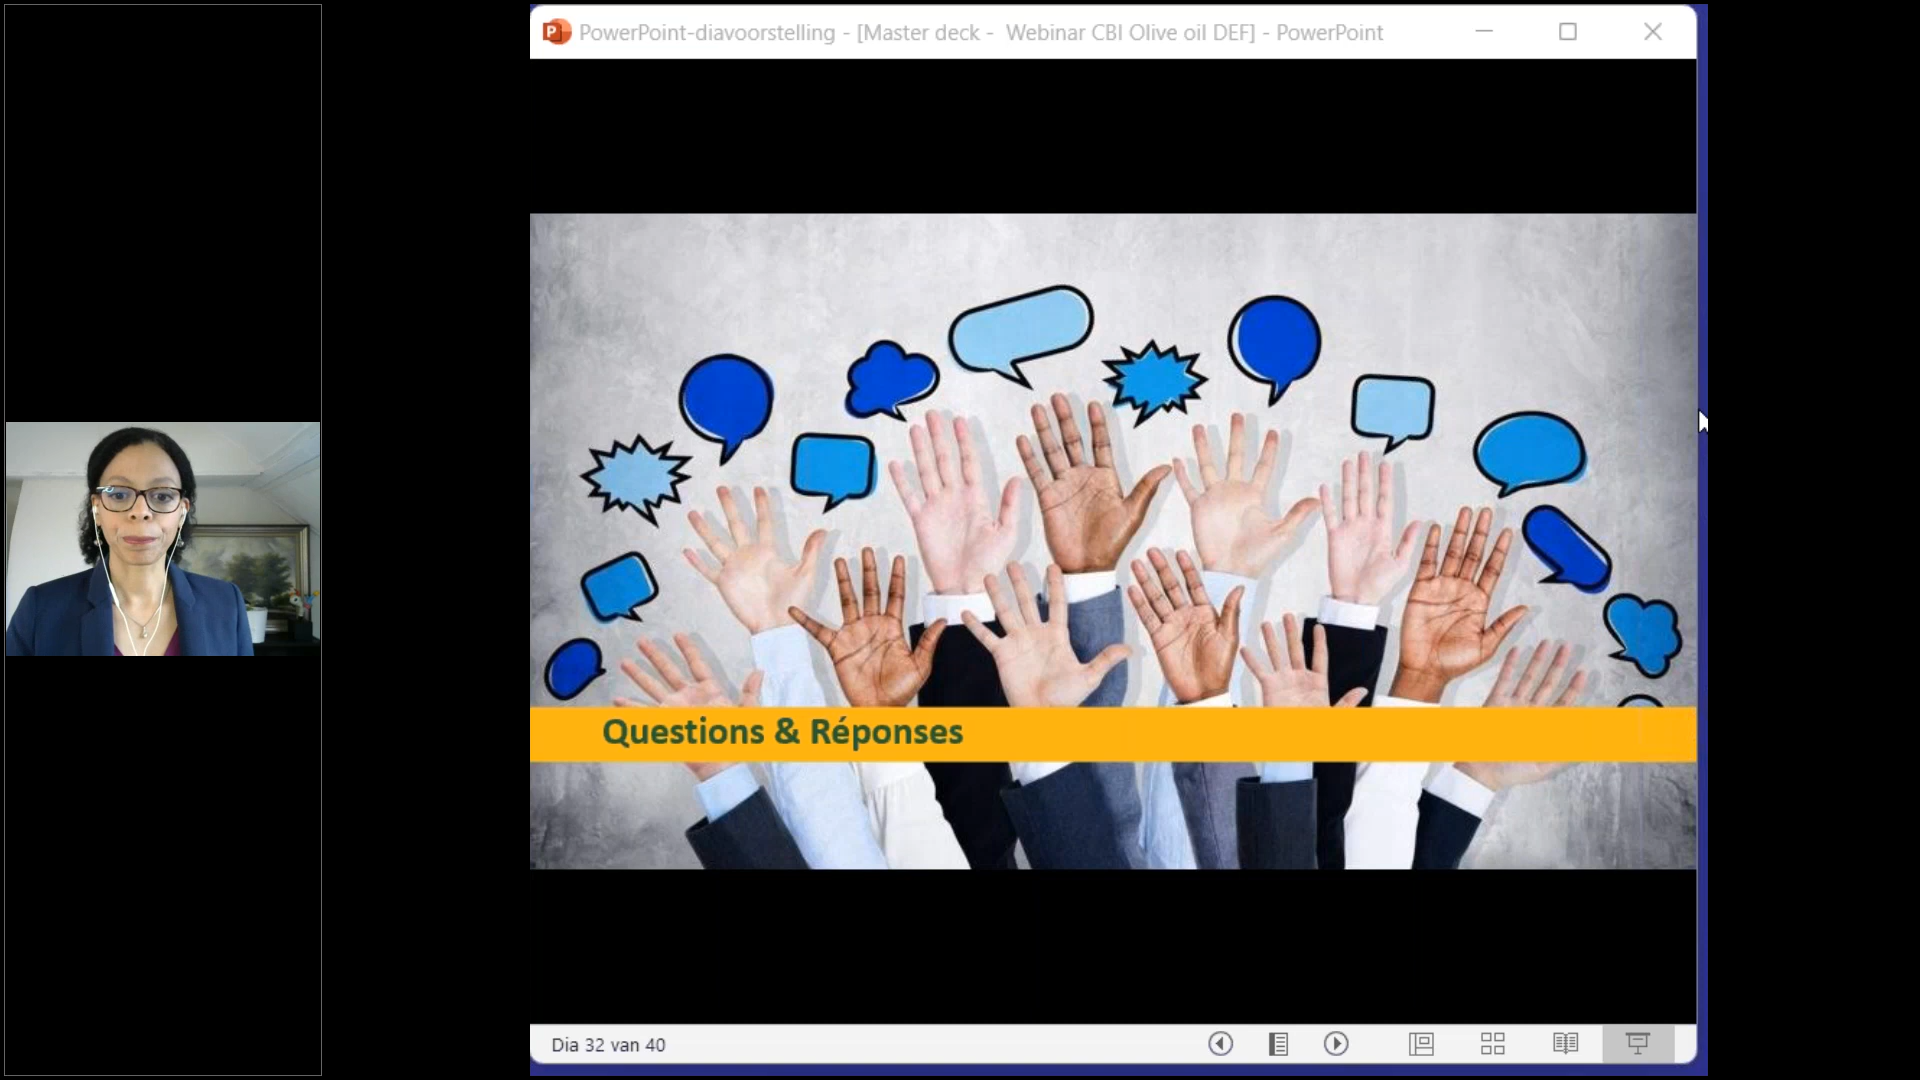 PowerPoint-diavoorstelling - [Master deck - Webinar CBI Olive oil DEF] - PowerPoint
Questions & Réponses
Dia 32 van 40